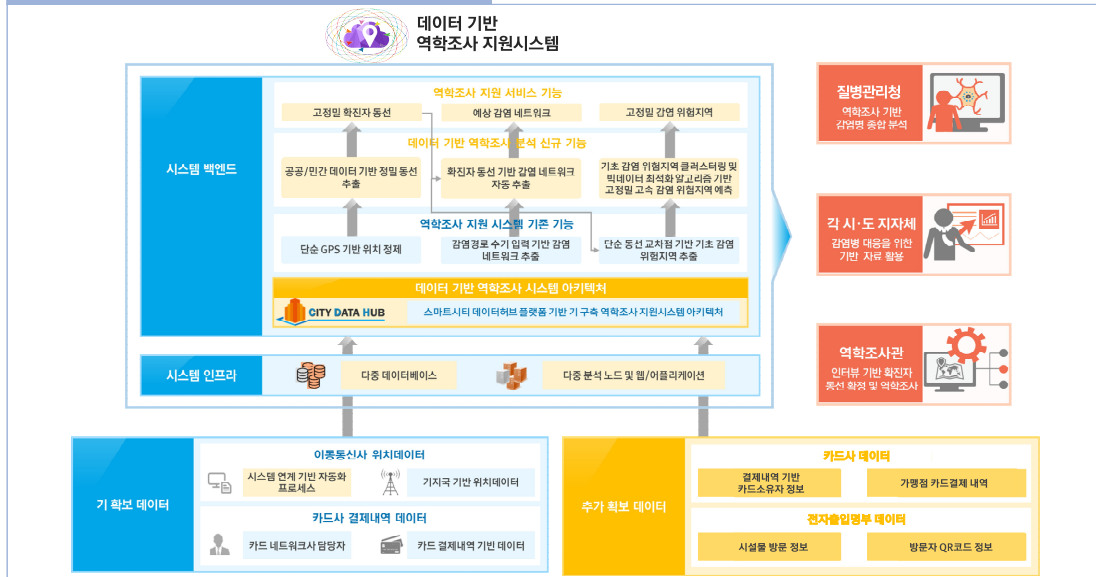 데이터 기반
역학조사 지원시스템
시스템 백엔드
역학조사 지원 서비스 기능
고정밀 확진자 동선
예상 감염 네트워크
고정밀 감염 위험지역
데이터 기반 역학조사 분석 신규 기능
공공/민간 데이터 기반 정밀 동선
추출
확진자 동선 기반 감염 네트워크
자동 추출
기초 감염 위험지역 클러스터링 및
빅데이터 최적화 알고리즘 기반
고정밀 고속 감염 위험지역 예측
역학조사 지원 시스템 기존 기능
단순 GPS 기반 위치 정제
감염경로 수기 입력 기반 감염
네트워크 추출
단순 동선 교차점 기반 기초 감염
위험지역 추출
데이터 기반 역학조사 시스템 아키텍처
CITY DATA HUB
스마트시티 데이터허브 플랫폼 기반 기 구축 역학조사 지원시스템 아키텍처
시스템 인프라
다중 데이터베이스
다중 분석 노드 및 웹/어플리케이션
질병관리청
역학조사 기반
감염병 종합 분석
각 시·도 지자체
감염병 대응을 위한
기반 자료 활용
역학조사관
인터뷰 기반 확진자
동선 확정 및 역학조사
기 확보 데이터
이동통신사 위치데이터
시스템 연계 기반 자동화
프로세스
기지국 기반 위치데이터
카드사 결제내역 데이터
카드 네트워크사 담당자
카드 결제내역 기반 데이터
추가 확보 데이터
카드사 데이터
결제내역 기반
카드소유자 정보
가맹점 카드결제 내역
전자출입명부 데이터
시설물 방문 정보
방문자 QR코드 정보